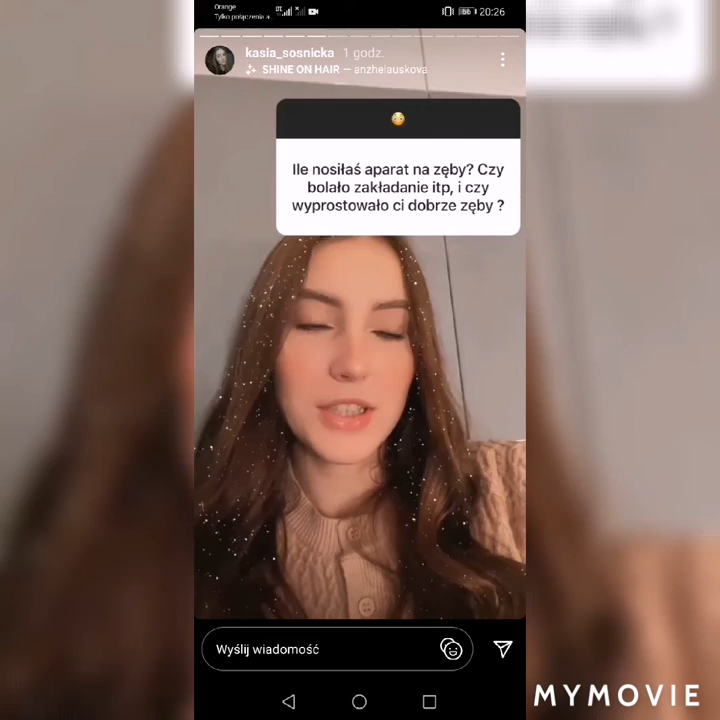 Orange
Tylko połączenia a
20:26
kasia_sosnicka 1 godz.
SHINE ON HAIR — anzhelauskova
Ile nosiłaś aparat na zęby? Czy
bolało zakładanie itp, i czy
wyprostowało ci dobrze zęby ?
Wyślij wiadomość
MYMOVIE